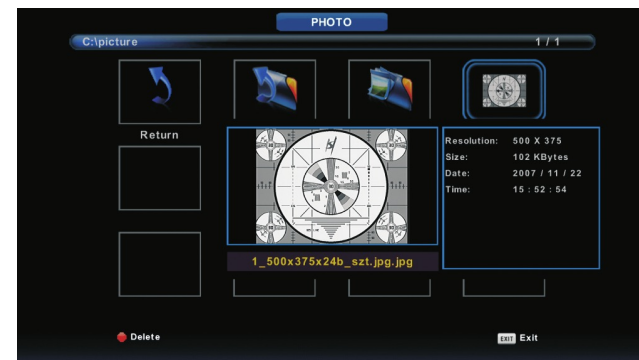 PHOTO
C:\picture
1 / 1
Return
Resolution: 500 X 375
Size: 102 KBytes
Date: 2007 / 11 / 22
Time: 15 : 52 : 54
1_500x375x24b_szt.jpg.jpg
Delete
EXIT Exit